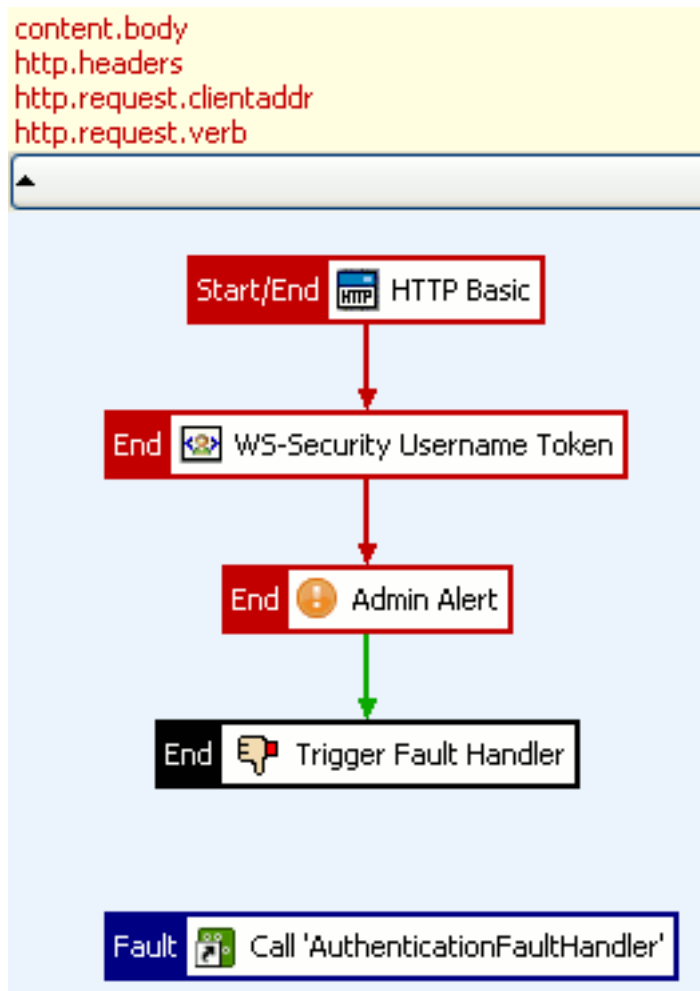 content.body
http.headers
http.request.clientaddr
http.request.verb
Start/End HTTP HTTP Basic
End WS-Security Username Token
End Admin Alert
End Trigger Fault Handler
Fault Call 'AuthenticationFaultHandler'